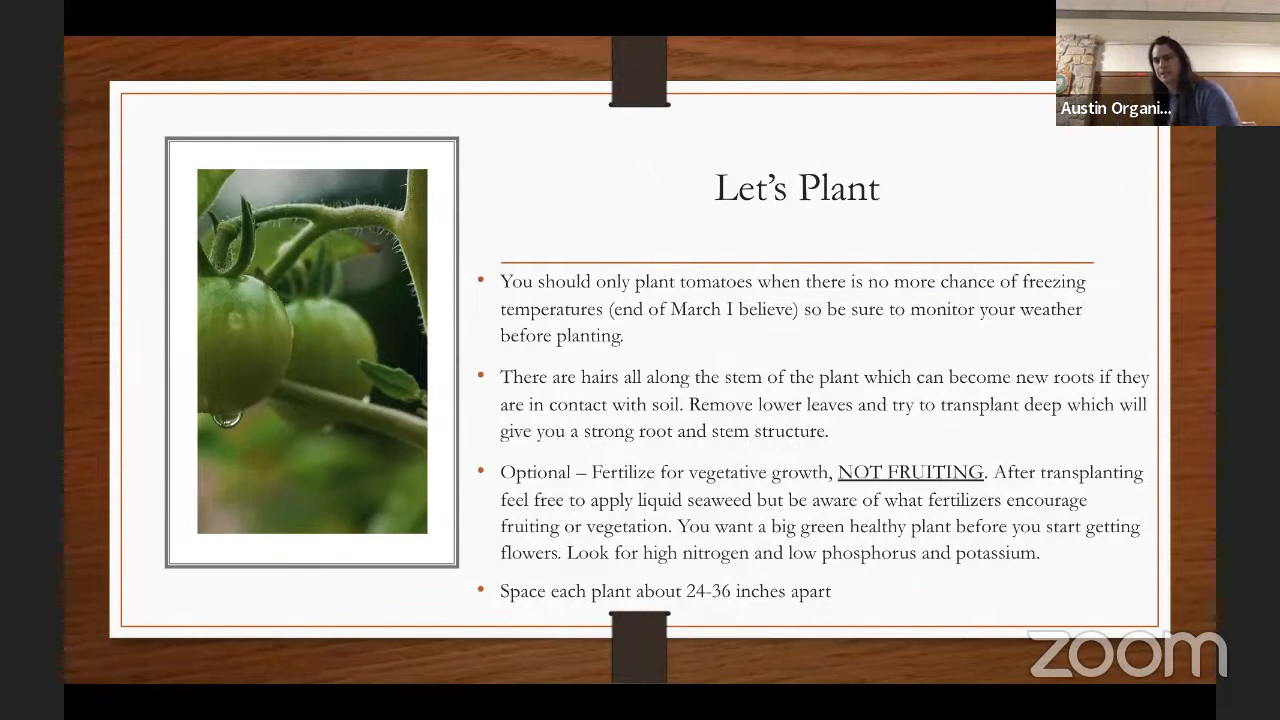 Austin Organi...
Let's Plant
• You should only plant tomatoes when there is no more chance of freezing
temperatures (end of March I believe) so be sure to monitor your weather
before planting.
• There are hairs all along the stem of the plant which can become new roots if they
are in contact with soil. Remove lower leaves and try to transplant deep which will
give you a strong root and stem structure.
• Optional – Fertilize for vegetative growth, NOT FRUITING. After transplanting
feel free to apply liquid seaweed but be aware of what fertilizers encourage
fruiting or vegetation. You want a big green healthy plant before you start getting
flowers. Look for high nitrogen and low phosphorus and potassium.
• Space each plant about 24-36 inches apart
zoom